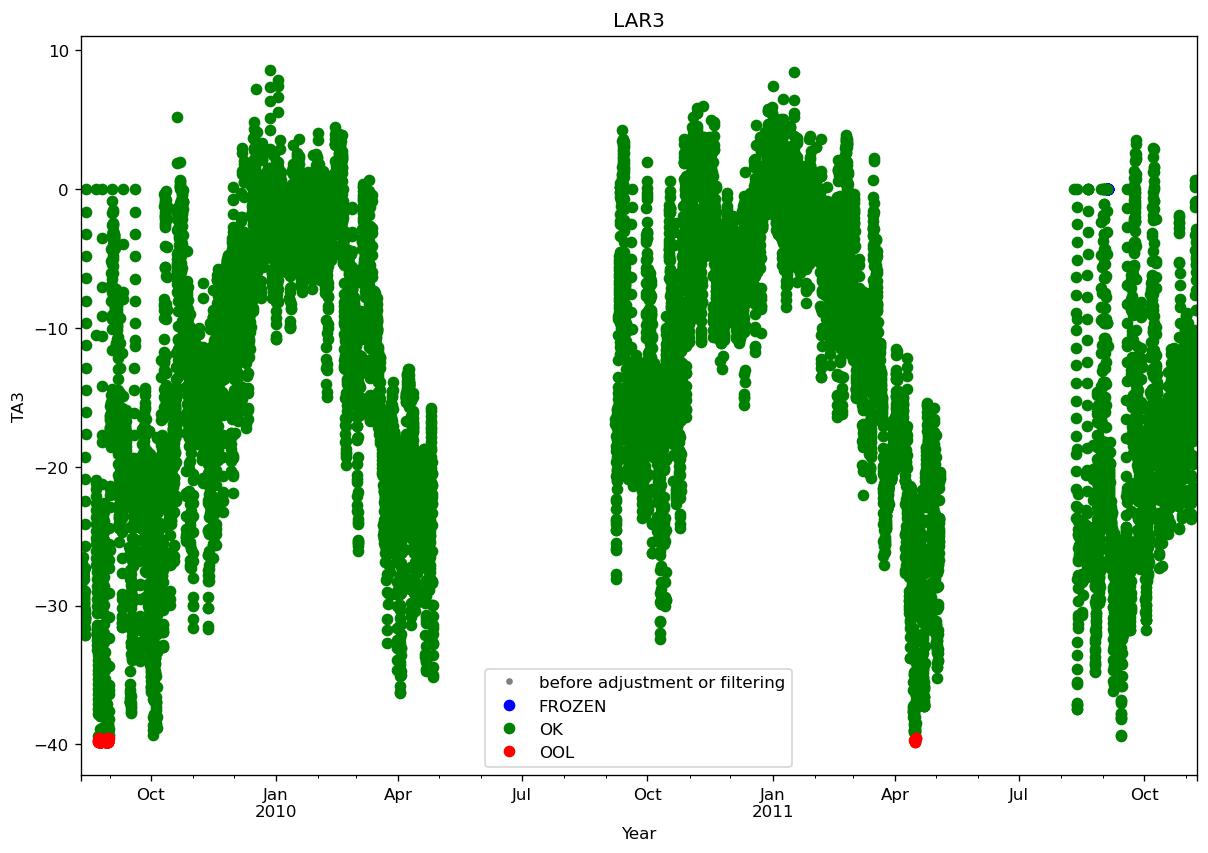 LAR3
10
0
−10
−20
−30
−40
TA3
before adjustment or filtering
FROZEN
OK
OOL
Oct Jan Apr Jul Oct Jan Apr Jul Oct
2010 2011
Year